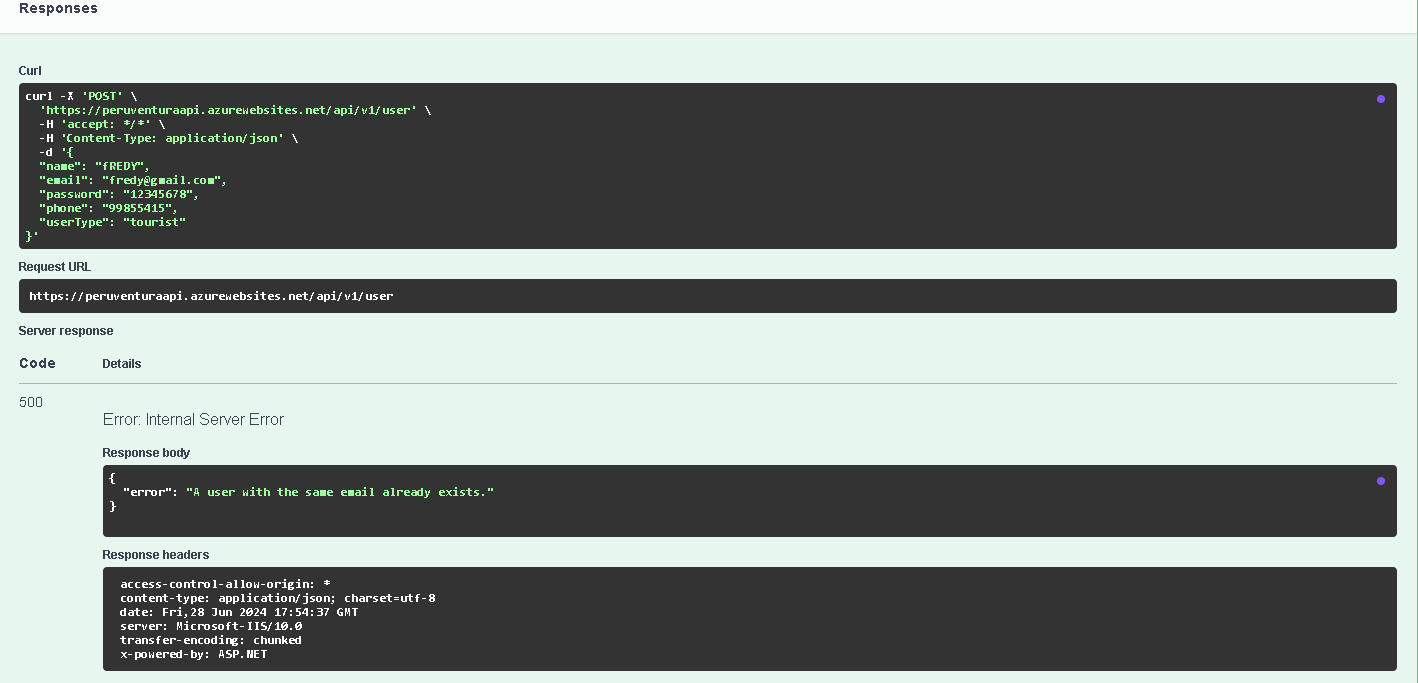 Responses
Curl
curl -X 'POST' \
'https://peruventuraapi.azurewebsites.net/api/v1/user' \
-H 'accept: */*' \
-H 'Content-Type: application/json' \
-d '{
"name": "fREDY",
"email": "fredy@gmail.com",
"password": "12345678",
"phone": "99855415",
"userType": "tourist"
}'
Request URL
https://peruventuraapi.azurewebsites.net/api/v1/user
Server response
Code Details
500
Error: Internal Server Error
Response body
{
"error": "A user with the same email already exists."
}
Response headers
access-control-allow-origin: *
content-type: application/json; charset=utf-8
date: Fri,28 Jun 2024 17:54:37 GMT
server: Microsoft-IIS/10.0
transfer-encoding: chunked
x-powered-by: ASP.NET